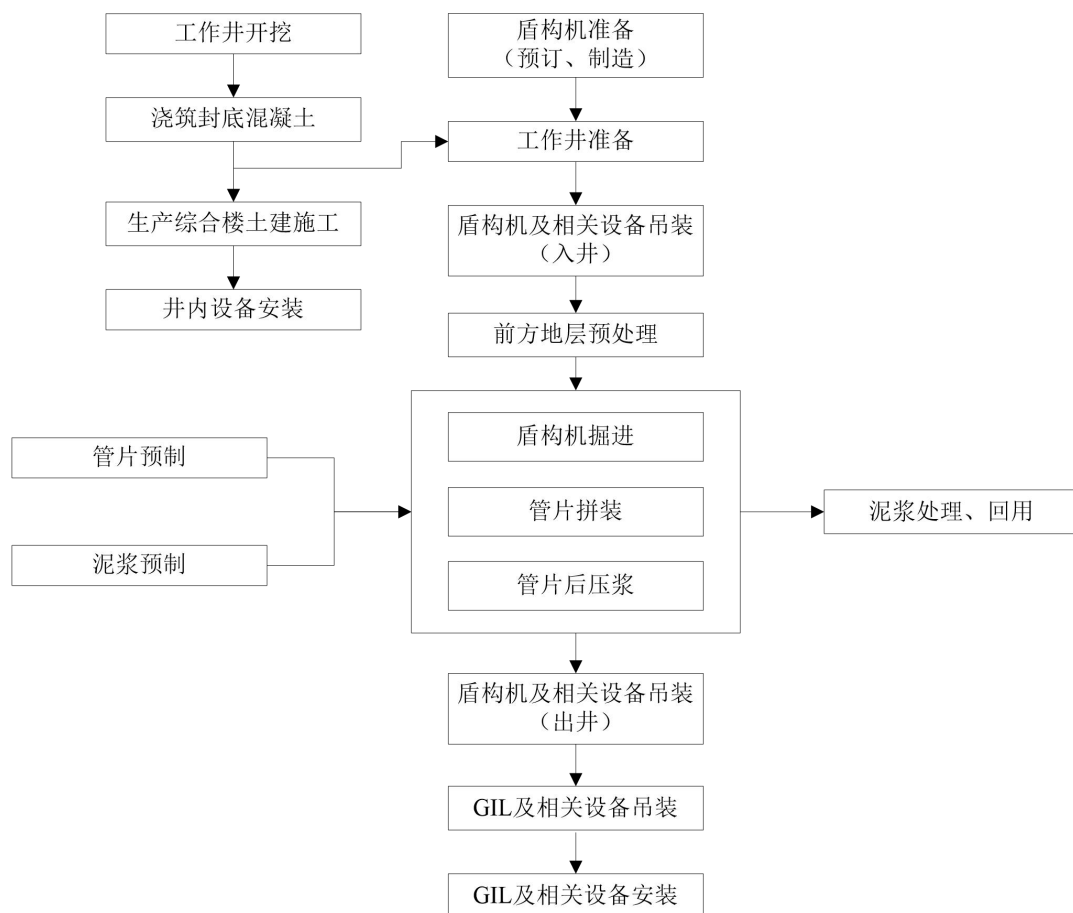 工作井开挖
浇筑封底混凝土
生产综合楼土建施工
井内设备安装
盾构机准备
（预订、制造）
工作井准备
盾构机及相关设备吊装
（入井）
前方地层预处理
管片预制
泥浆预制
盾构机掘进
管片拼装
管片后压浆
泥浆处理、回用
盾构机及相关设备吊装
（出井）
GIL及相关设备吊装
GIL及相关设备安装